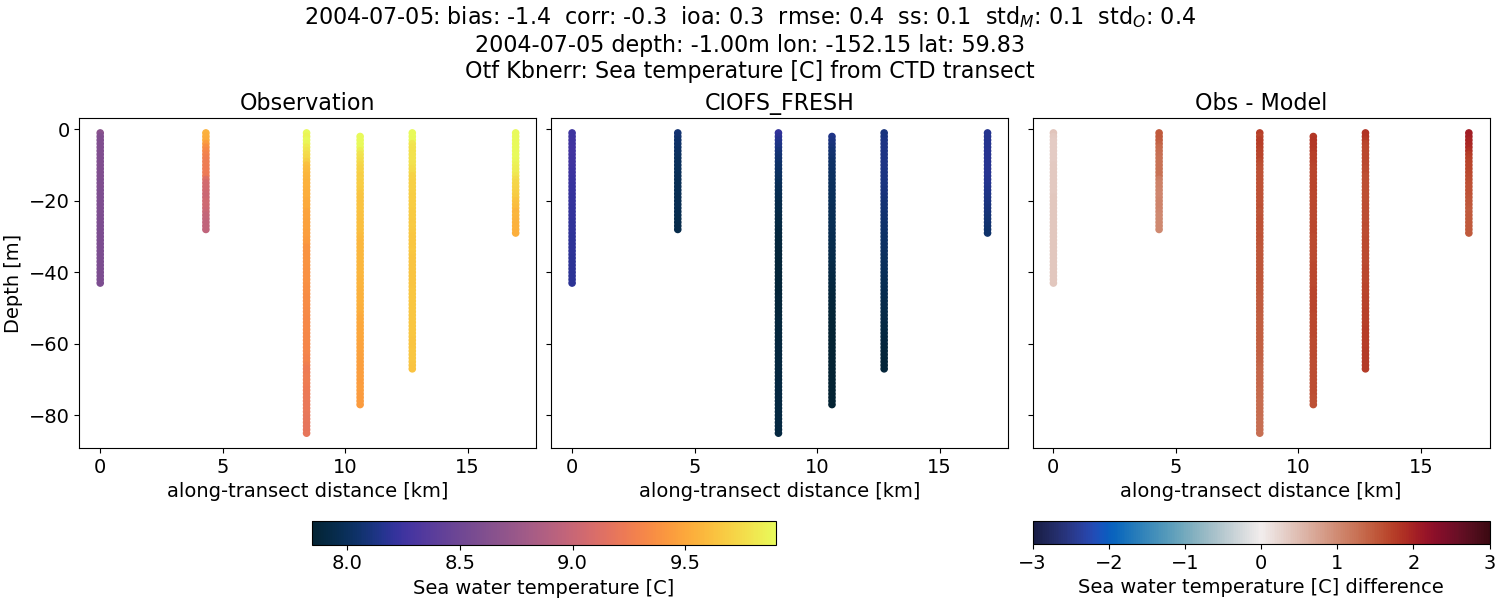 2004-07-05: bias: -1.4  corr: -0.3  ioa: 0.3  rmse: 0.4  ss: 0.1  std_M: 0.1  std_O: 0.4
2004-07-05 depth: -1.00m lon: -152.15 lat: 59.83
Otf Kbnerr: Sea temperature [C] from CTD transect
Observation
CIOFS_FRESH
Obs - Model
Depth [m]
0
−20
−40
−60
−80
0 5 10 15
0 5 10 15
0 5 10 15
along-transect distance [km]
along-transect distance [km]
along-transect distance [km]
8.0 8.5 9.0 9.5
Sea water temperature [C]
−3 −2 −1 0 1 2 3
Sea water temperature [C] difference